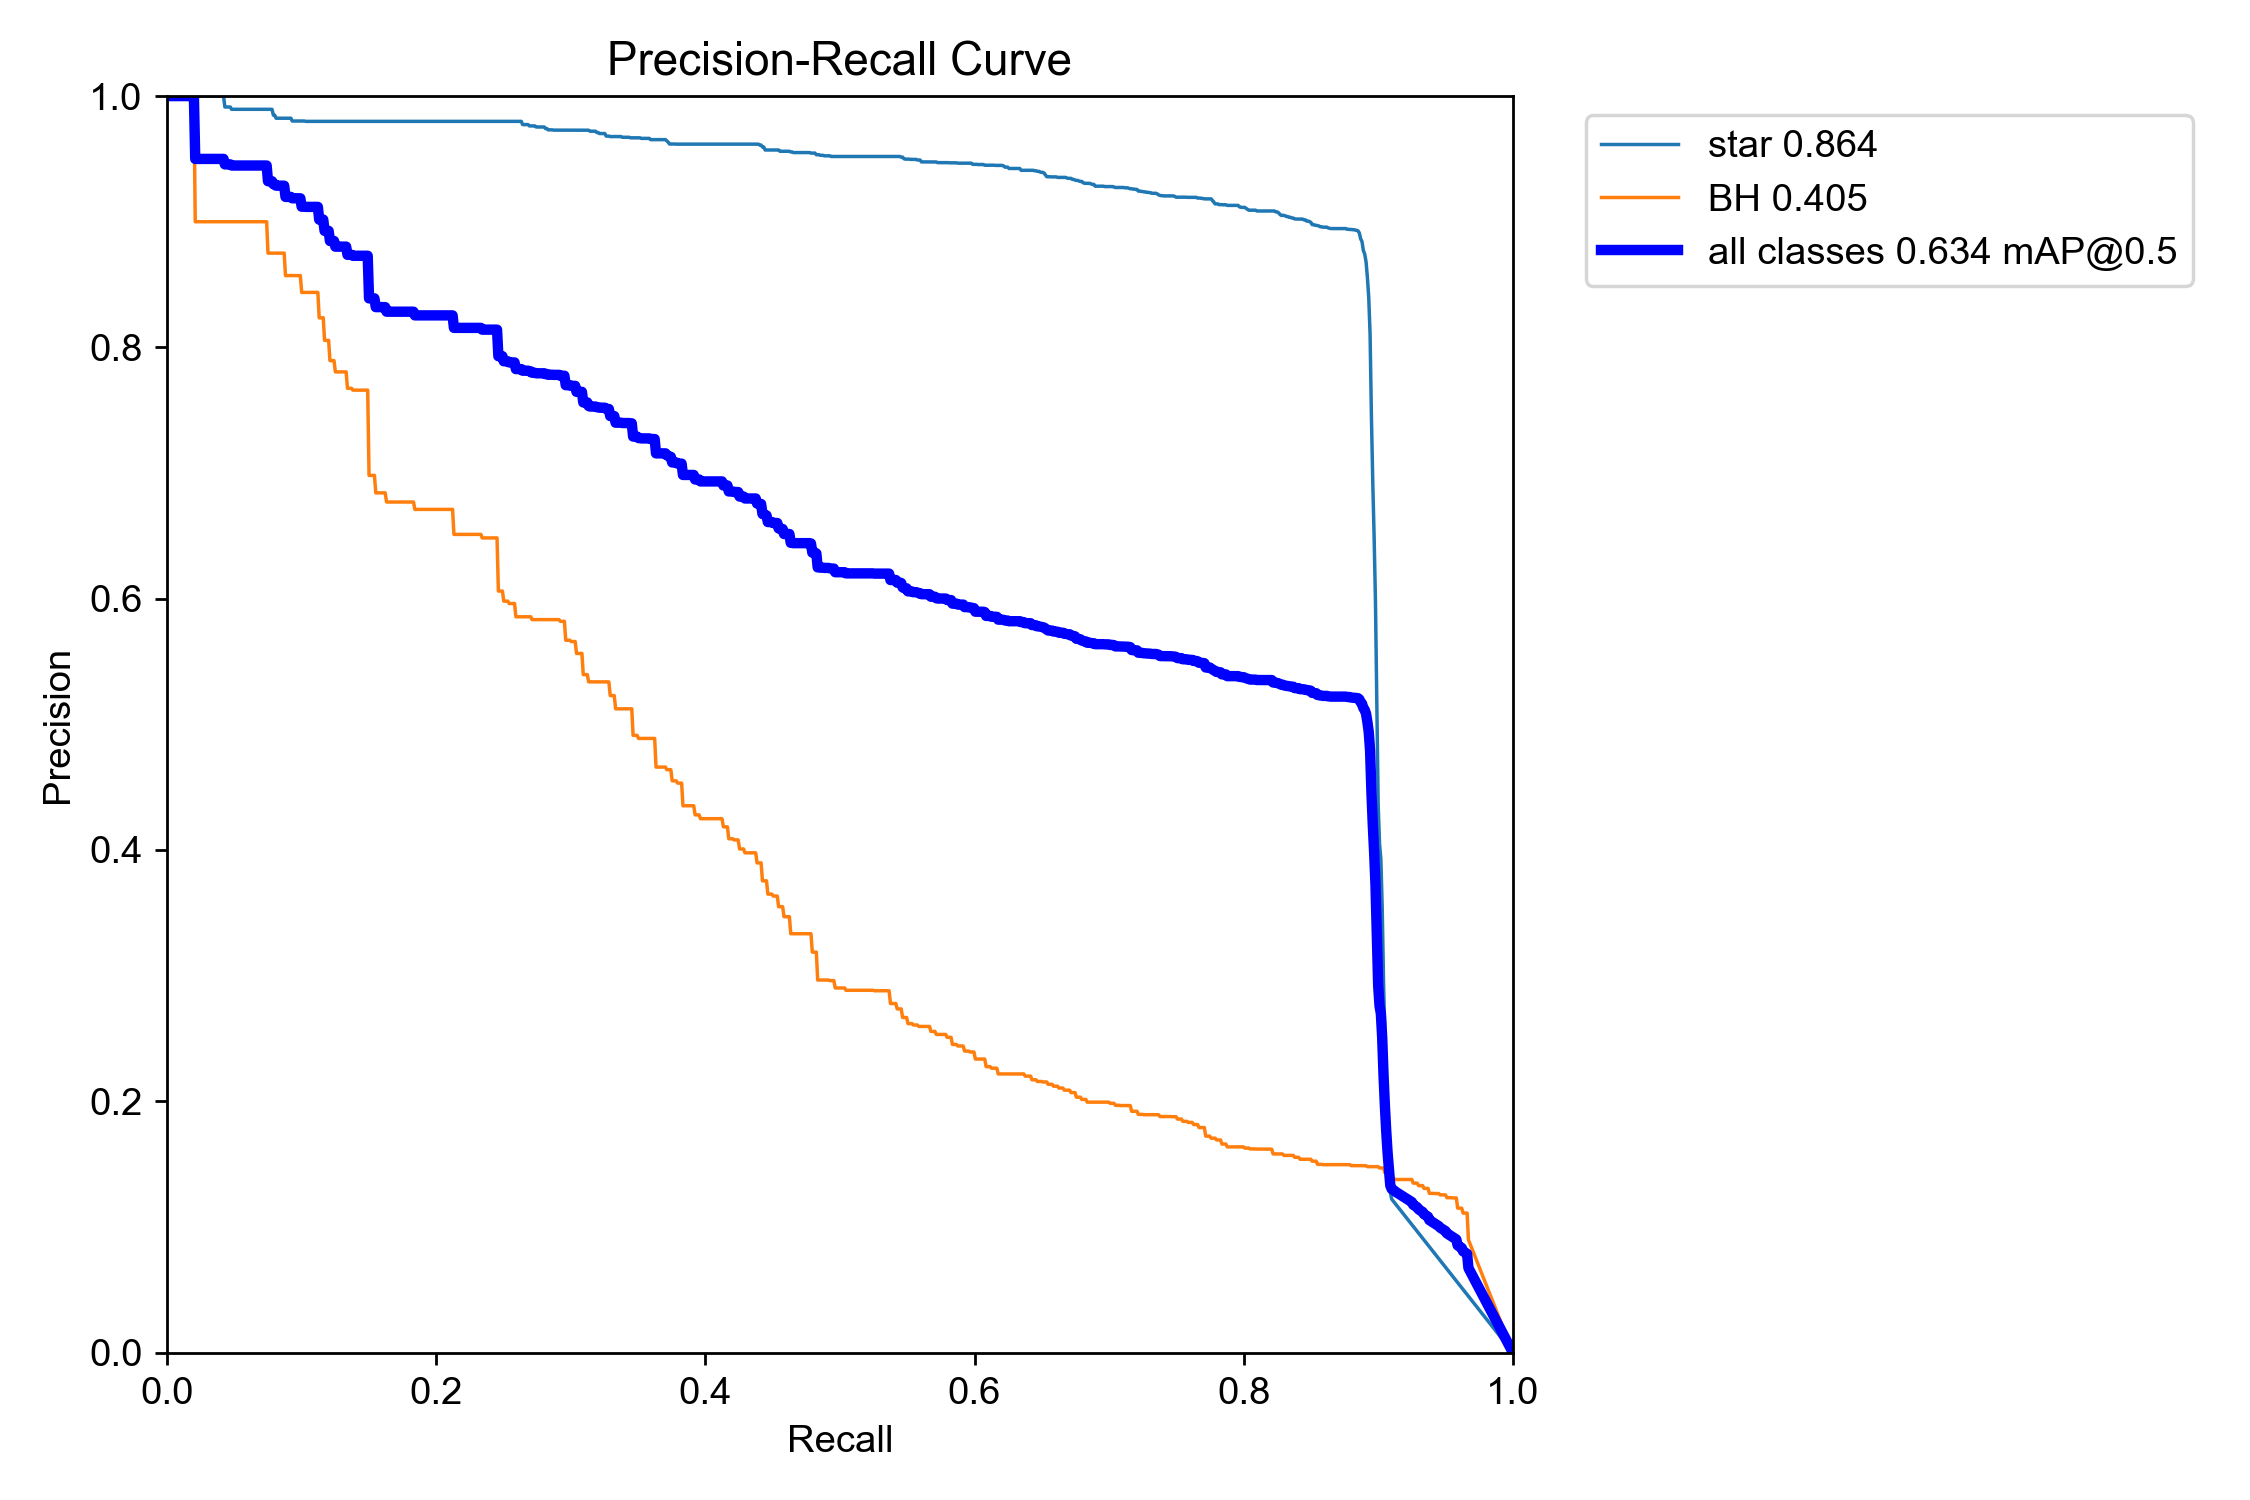 Precision-Recall Curve
1.0
0.8
0.6
0.4
0.2
0.0
Precision
0.0 0.2 0.4 0.6 0.8 1.0
Recall
star 0.864
BH 0.405
all classes 0.634 mAP@0.5